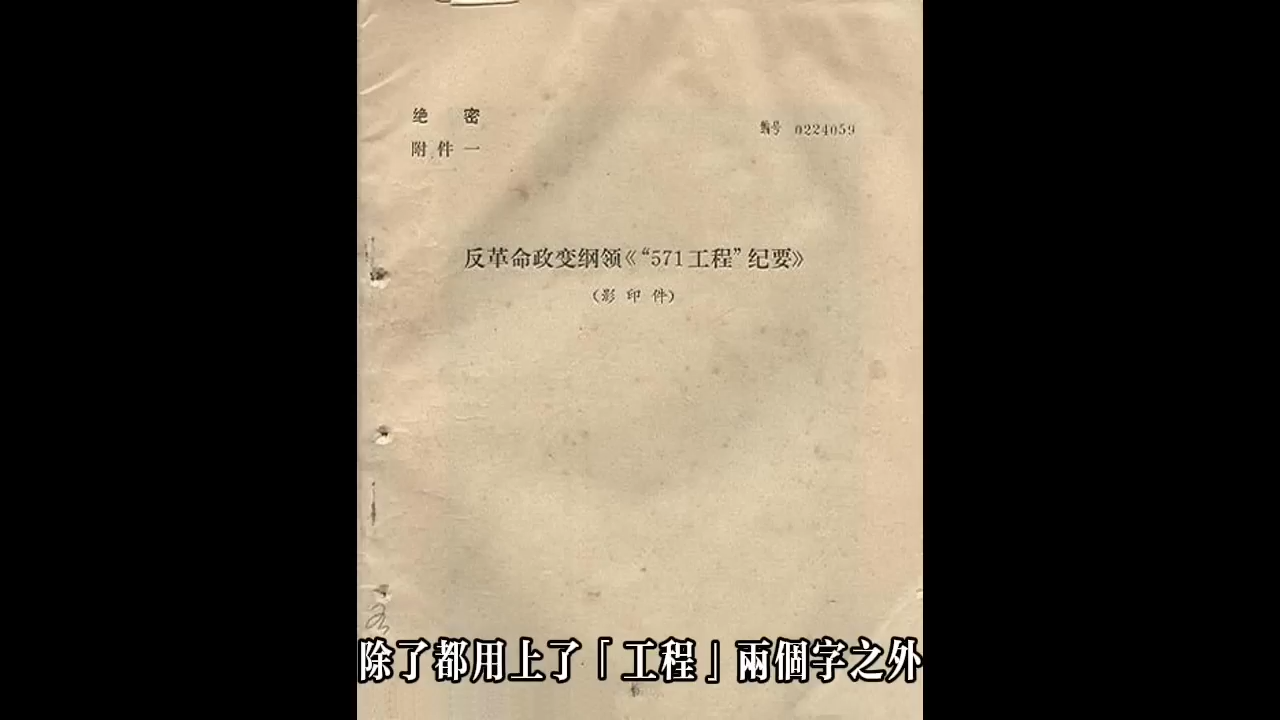 绝 密
编号 0224059
附件一
反革命政变纲领《“571工程”纪要》
（影印件）
除了都用上了「工程」兩個字之外